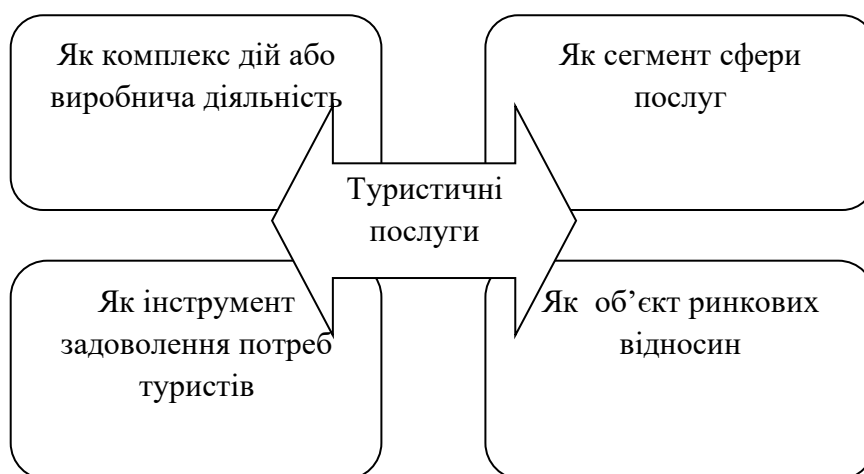 Як комплекс дій або
виробнича діяльність
Як сегмент сфери
послуг
Туристичні
послуги
Як інструмент
задоволення потреб
туристів
Як об’єкт ринкових
відносин